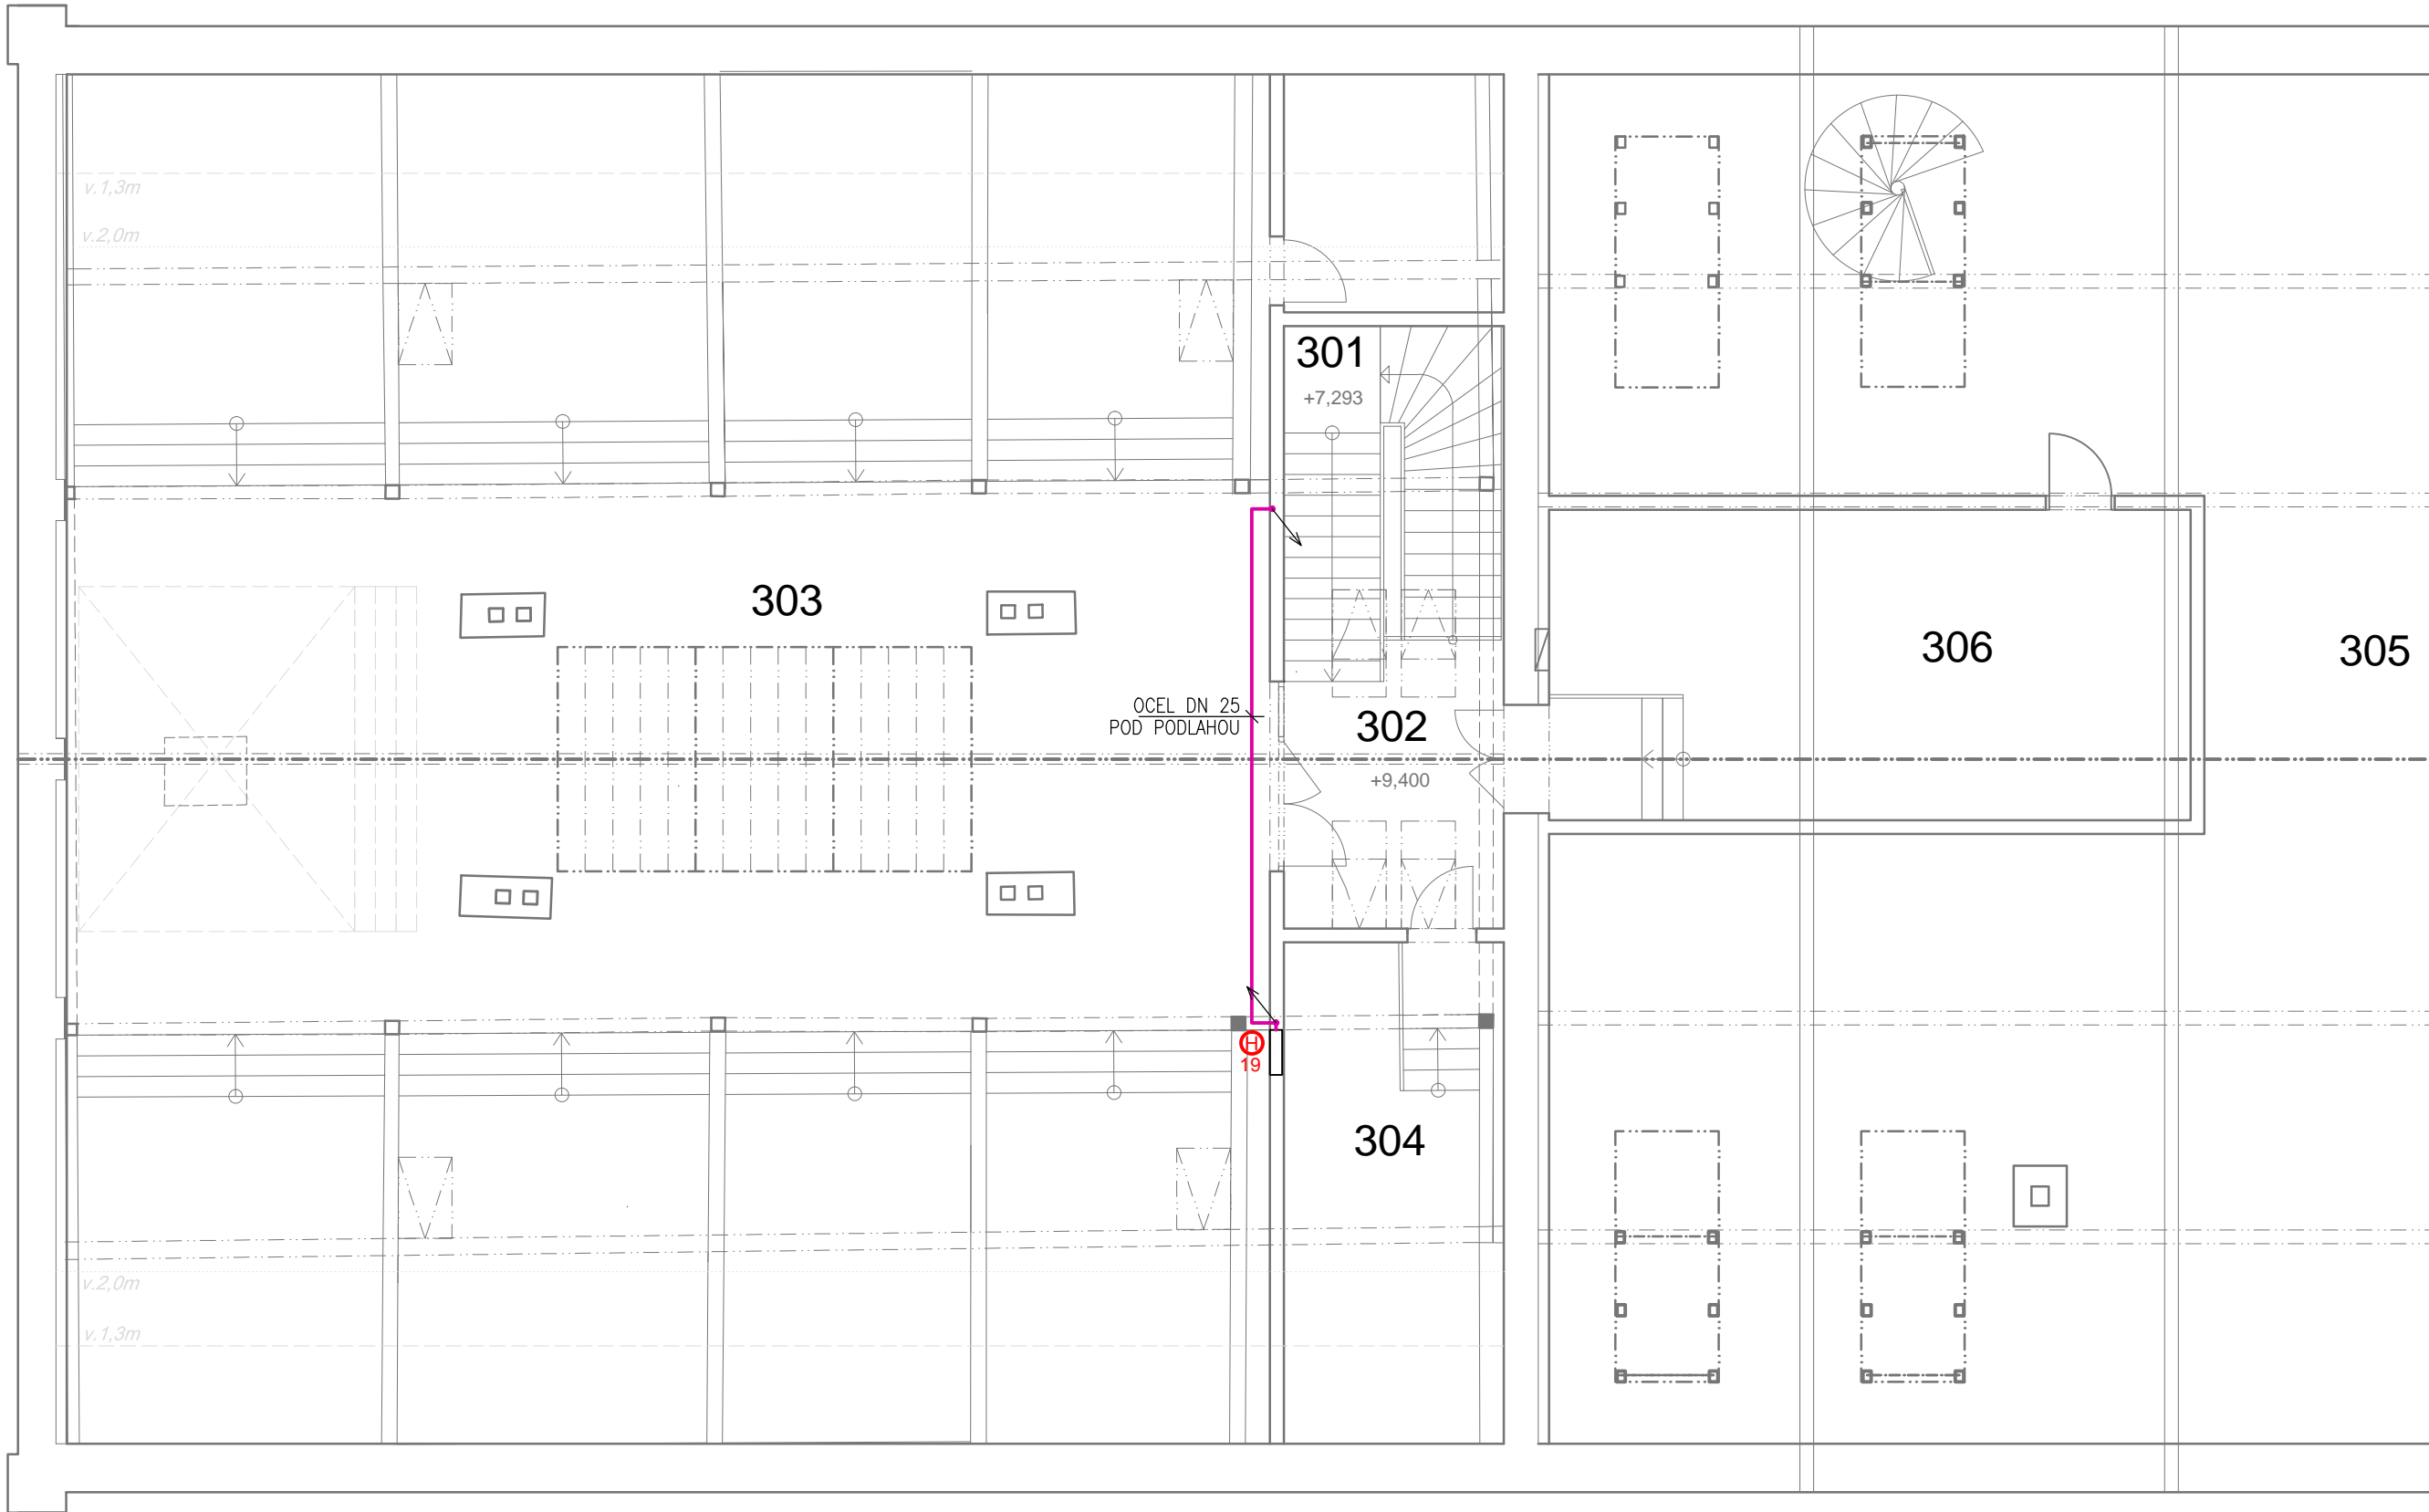 v.1,3m
v.2,0m
301
+7,293
303
306
305
OCEL DN 25
POD PODLAHOU
302
+9,400
H
19
304
v.2,0m
v.1,3m